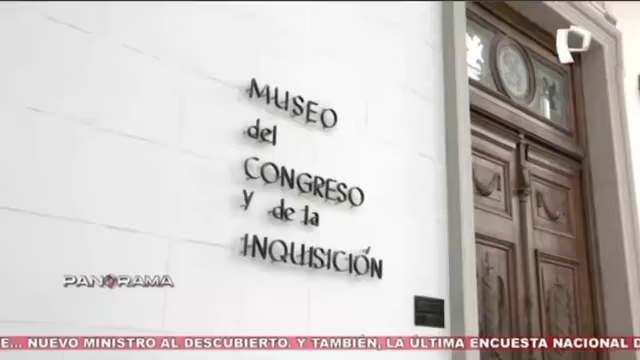 MUSEO
del
CONGRESO
y de la
INQUISICIÓN
PANORAMA
E... NUEVO MINISTRO AL DESCUBIERTO. Y TAMBIÉN, LA ÚLTIMA ENCUESTA NACIONAL D